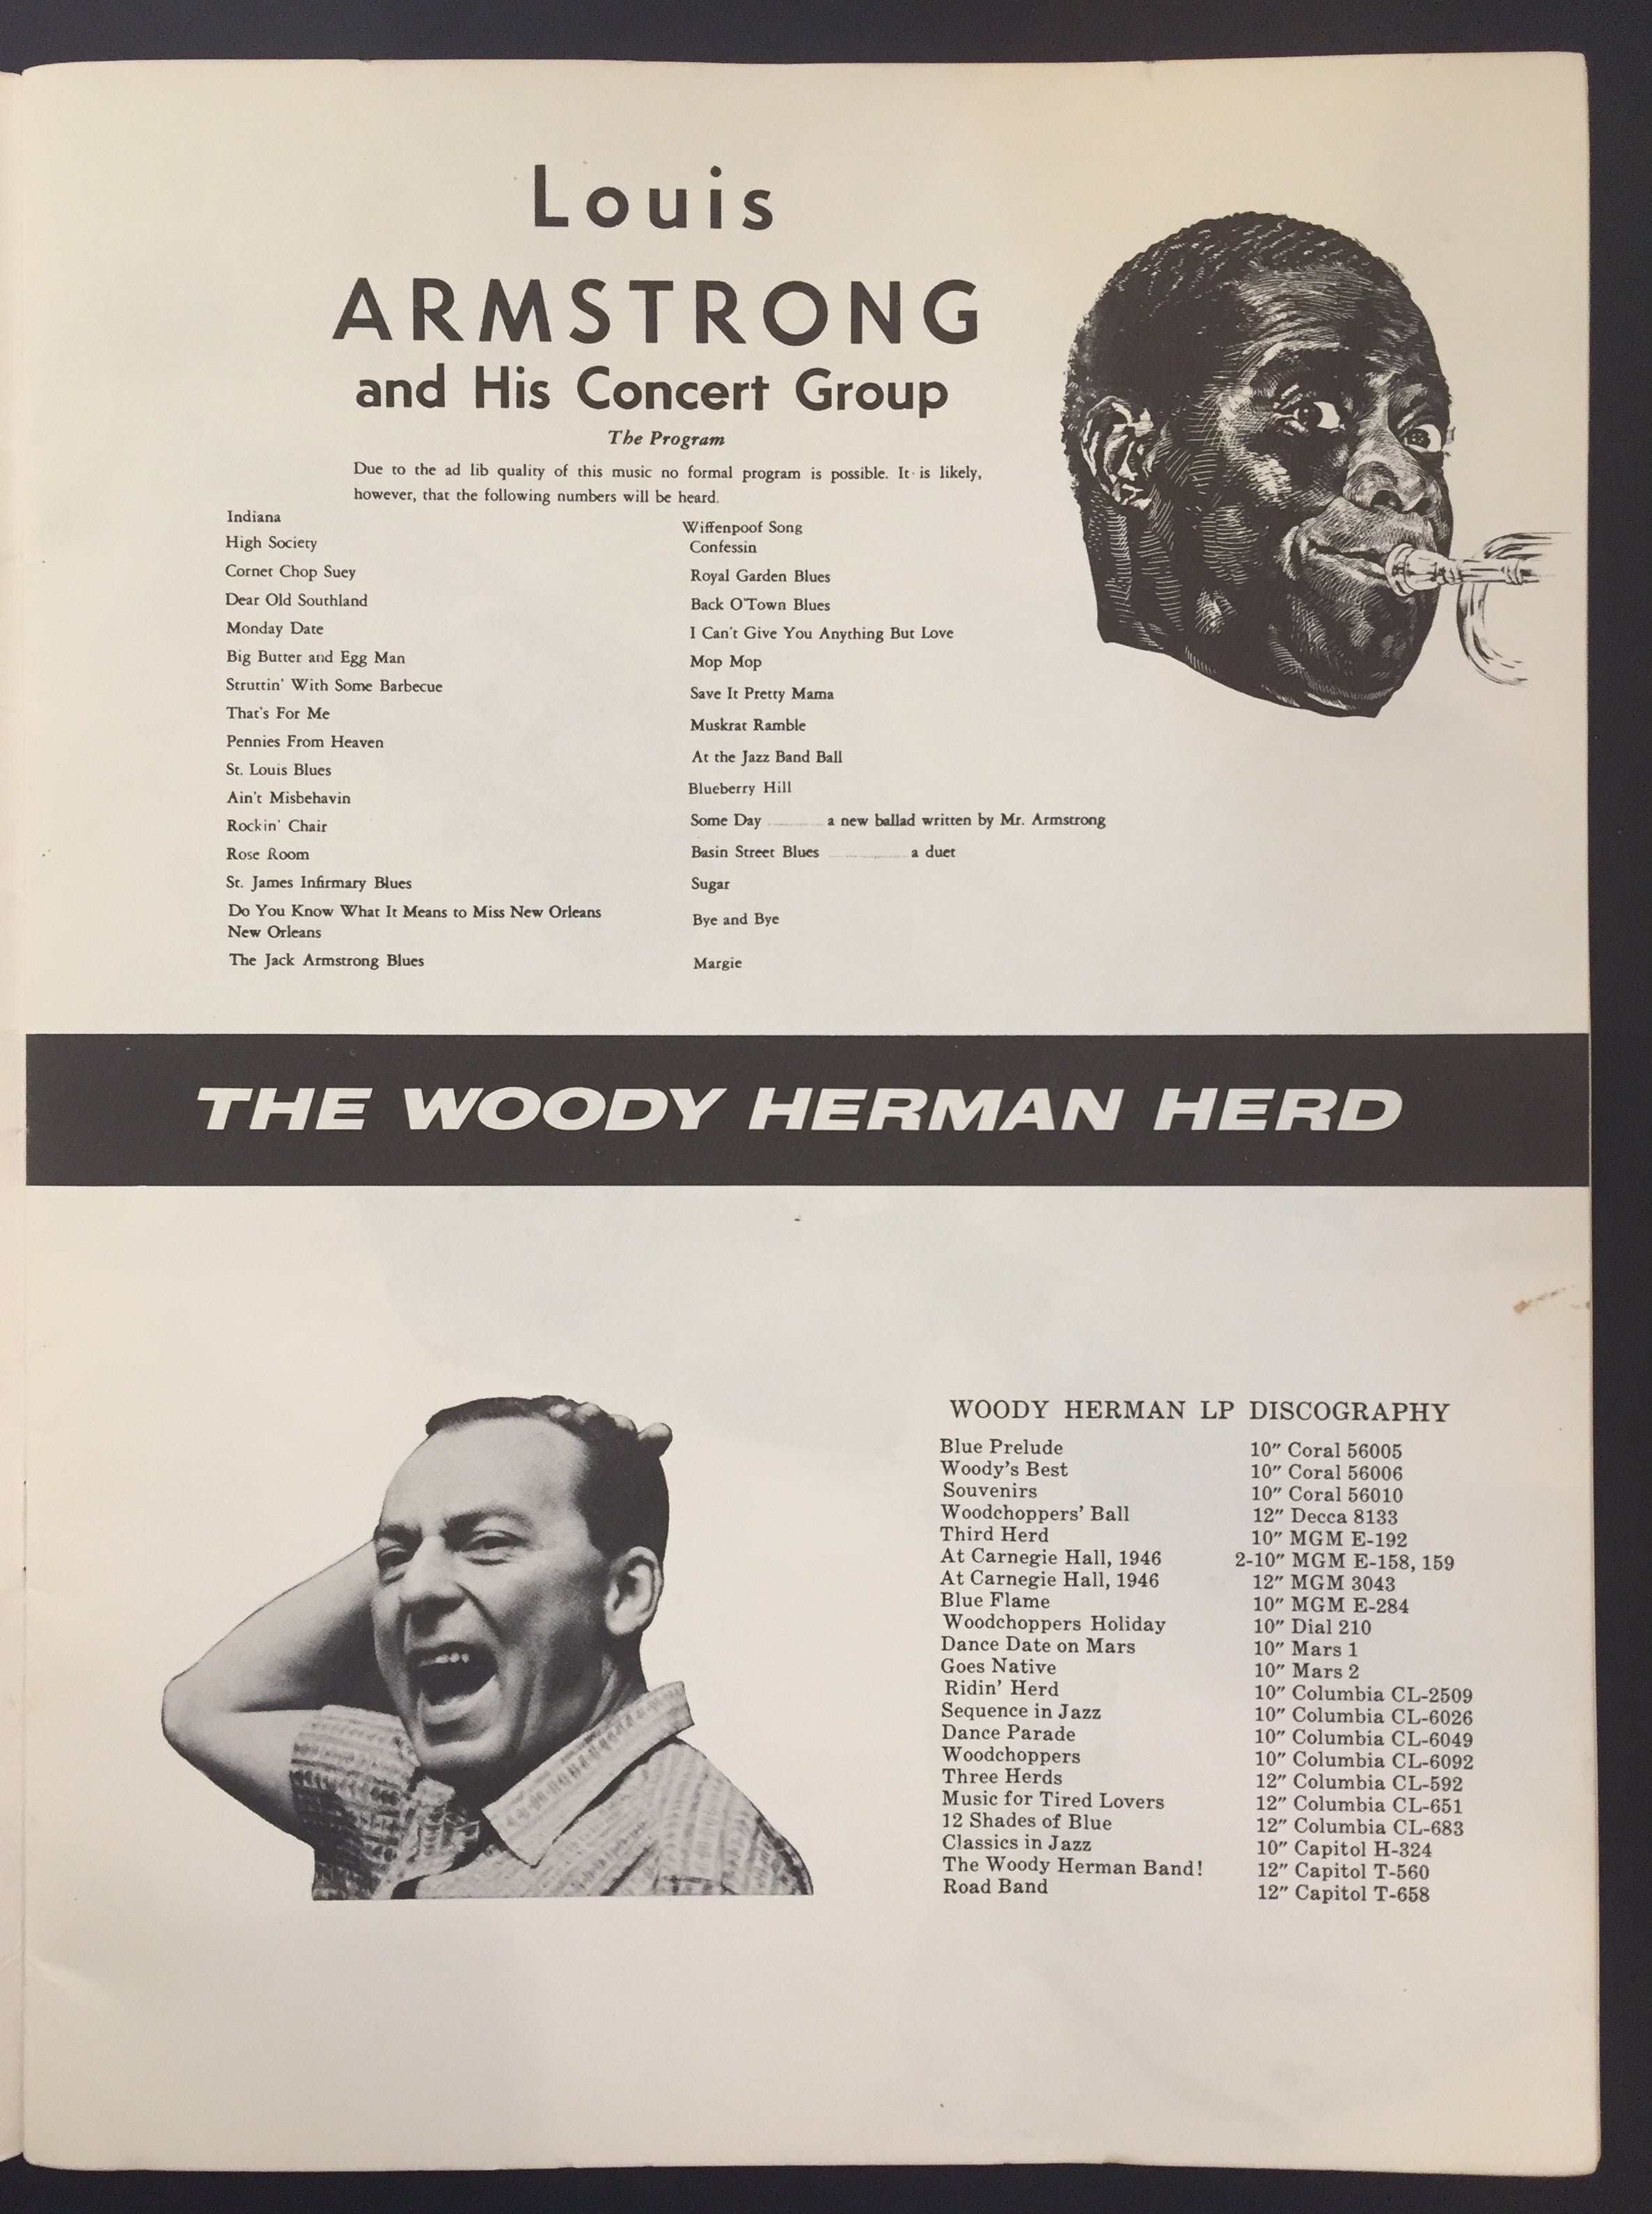 Louis
ARMSTRONG
and His Concert Group
The Program
Due to the ad lib quality of this music no formal program is possible. It is likely,
however, that the following numbers will be heard.
Indiana
High Society
Cornet Chop Suey
Dear Old Southland
Monday Date
Big Butter and Egg Man
Struttin' With Some Barbecue
That's For Me
Pennies From Heaven
St. Louis Blues
Ain't Misbehavin
Rockin' Chair
Rose Room
St. James Infirmary Blues
Do You Know What It Means to Miss New Orleans
New Orleans
The Jack Armstrong Blues
Wiffenpoof Song
Confessin
Royal Garden Blues
Back O'Town Blues
I Can't Give You Anything But Love
Mop Mop
Save It Pretty Mama
Muskrat Ramble
At the Jazz Band Ball
Blueberry Hill
Some Day ............ a new ballad written by Mr. Armstrong
Basin Street Blues ............ a duet
Sugar
Bye and Bye
Margie
THE WOODY HERMAN HERD
WOODY HERMAN LP DISCOGRAPHY
Blue Prelude 10" Coral 56005
Woody's Best 10" Coral 56006
Souvenirs 10" Coral 56010
Woodchoppers' Ball 12" Decca 8133
Third Herd 10" MGM E-192
At Carnegie Hall, 1946 2-10" MGM E-158, 159
At Carnegie Hall, 1946 12" MGM 3043
Blue Flame 10" MGM E-284
Woodchoppers Holiday 10" Dial 210
Dance Date on Mars 10" Mars 1
Goes Native 10" Mars 2
Ridin' Herd 10" Columbia CL-2509
Sequence in Jazz 10" Columbia CL-6026
Dance Parade 10" Columbia CL-6049
Woodchoppers 10" Columbia CL-6092
Three Herds 12" Columbia CL-592
Music for Tired Lovers 12" Columbia CL-651
12 Shades of Blue 12" Columbia CL-683
Classics in Jazz 10" Capitol H-324
The Woody Herman Band! 12" Capitol T-560
Road Band 12" Capitol T-658